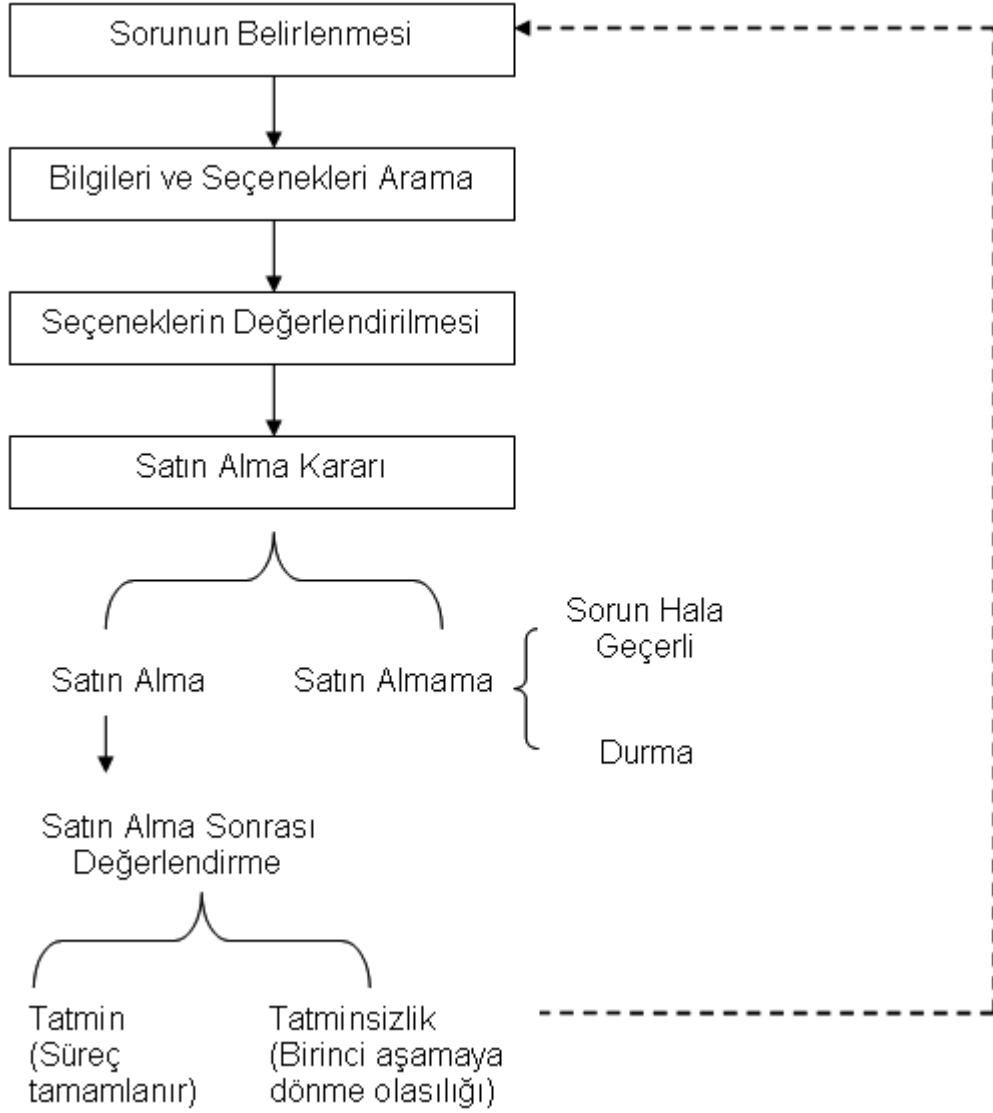 Sorunun Belirlenmesi
Bilgileri ve Seçenekleri Arama
Seçeneklerin Değerlendirilmesi
Satın Alma Kararı
Sorun Hala
Geçerli
Satın Alma
Satın Almama
Durma
Satın Alma Sonrası
Değerlendirme
Tatmin
(Süreç
tamamlanır)
Tatminsizlik
(Birinci aşamaya
dönme olasılığı)